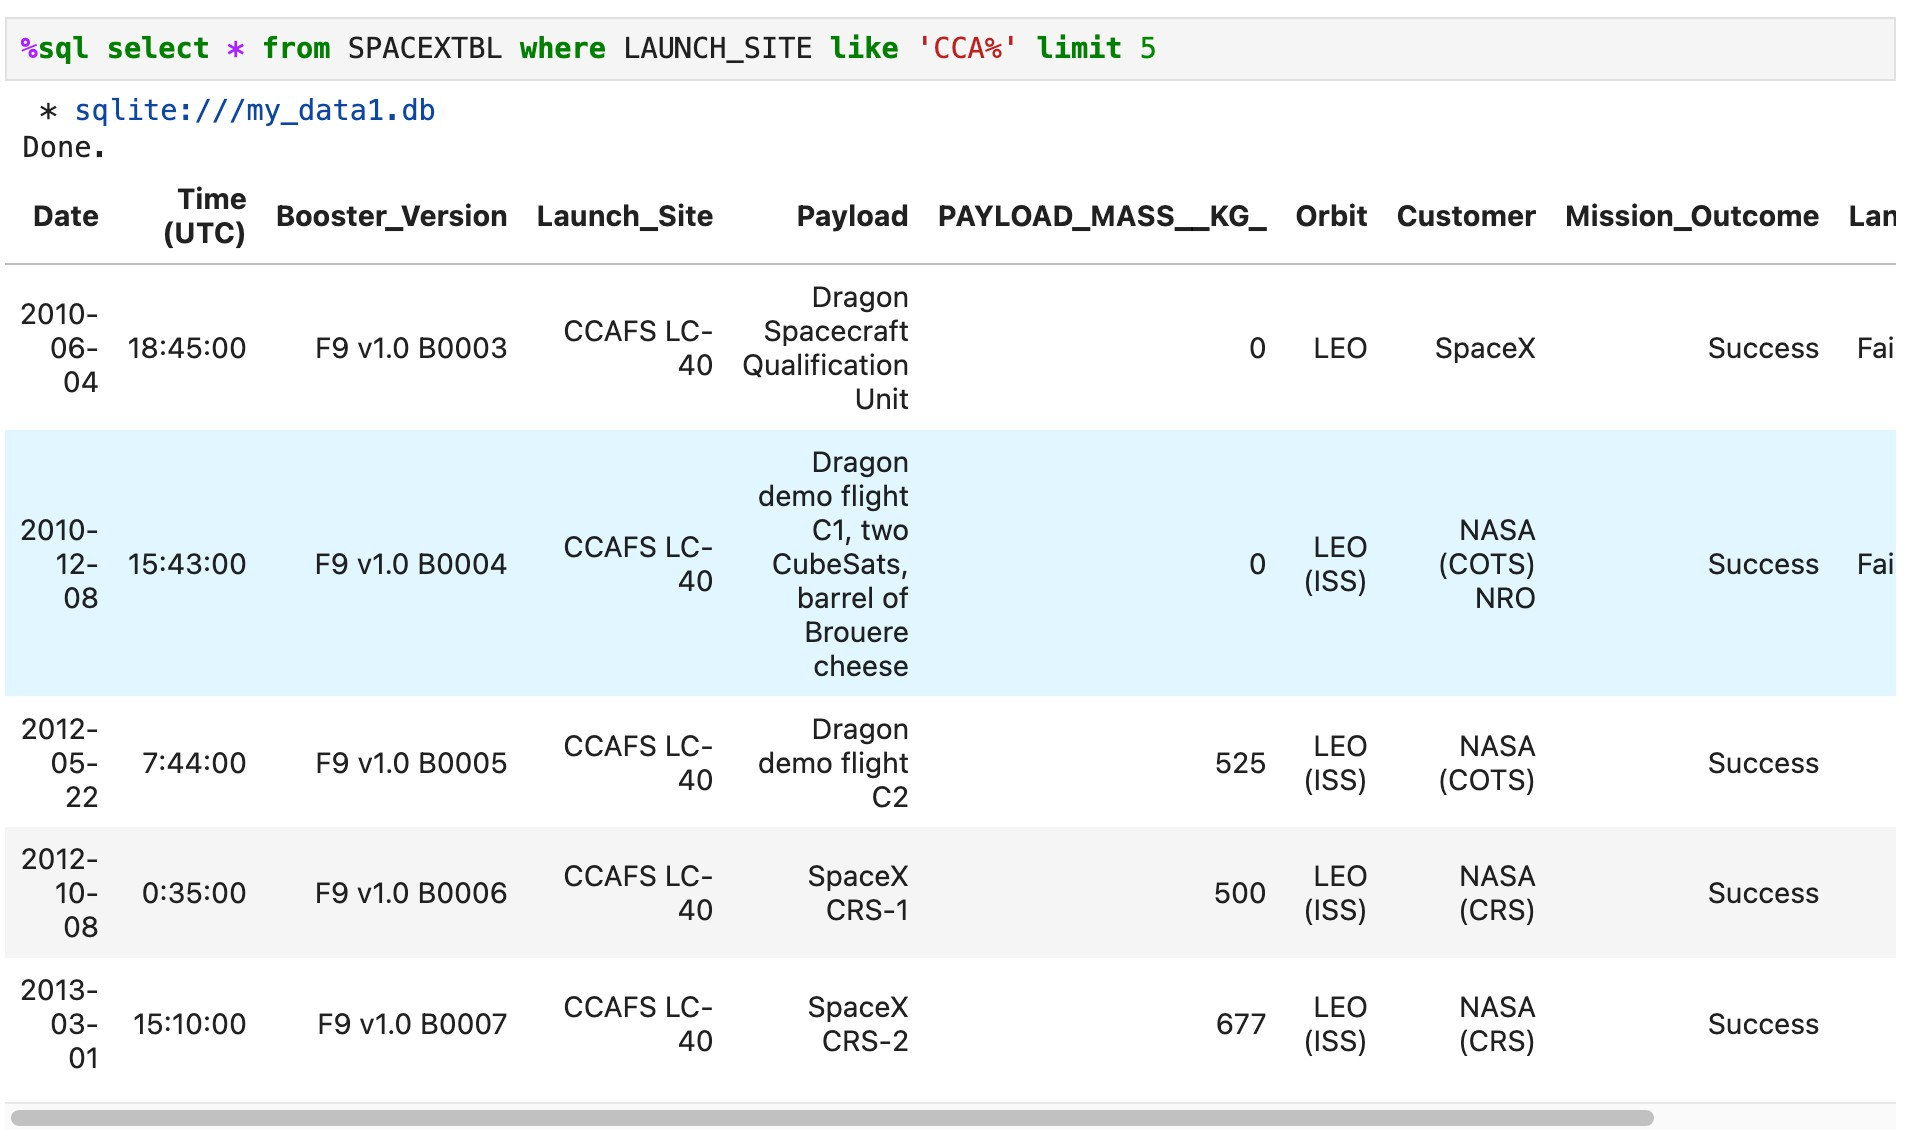 %sql select * from SPACEXTBL where LAUNCH_SITE like 'CCA%' limit 5
* sqlite:///my_data1.db
Done.
Date Time (UTC) Booster_Version Launch_Site Payload PAYLOAD_MASS__KG_ Orbit Customer Mission_Outcome Lan
2010-06-04 18:45:00 F9 v1.0 B0003 CCAFS LC-40 Dragon Spacecraft Qualification Unit 0 LEO SpaceX Success Fai
2010-12-08 15:43:00 F9 v1.0 B0004 CCAFS LC-40 Dragon demo flight C1, two CubeSats, barrel of Brouere cheese 0 LEO (ISS) NASA (COTS) NRO Success Fai
2012-05-22 7:44:00 F9 v1.0 B0005 CCAFS LC-40 Dragon demo flight C2 525 LEO (ISS) NASA (COTS) Success
2012-10-08 0:35:00 F9 v1.0 B0006 CCAFS LC-40 SpaceX CRS-1 500 LEO (ISS) NASA (CRS) Success
2013-03-01 15:10:00 F9 v1.0 B0007 CCAFS LC-40 SpaceX CRS-2 677 LEO (ISS) NASA (CRS) Success